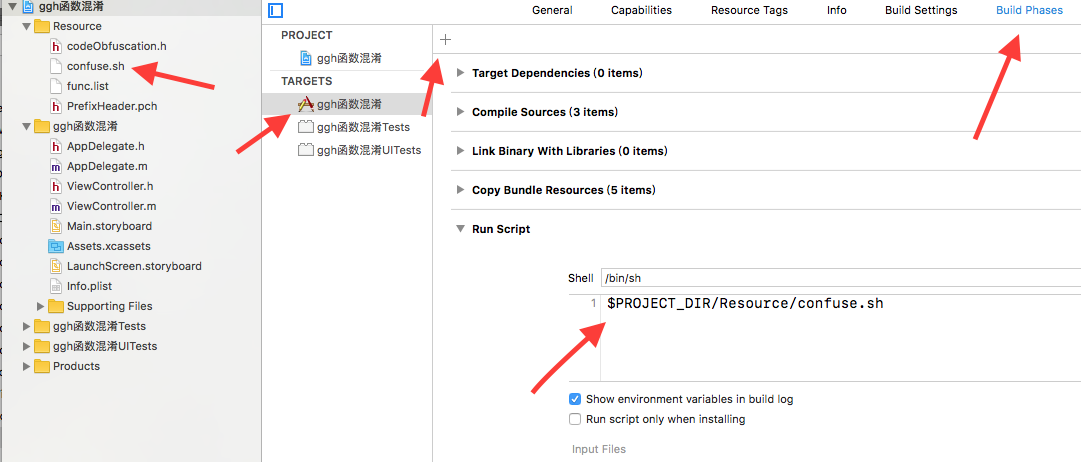 ggh函数混淆
Resource
codeObfuscation.h
confuse.sh
func.list
PrefixHeader.pch
ggh函数混淆
AppDelegate.h
AppDelegate.m
ViewController.h
ViewController.m
Main.storyboard
Assets.xcassets
LaunchScreen.storyboard
Info.plist
Supporting Files
ggh函数混淆Tests
ggh函数混淆UITests
Products
General Capabilities Resource Tags Info Build Settings Build Phases
PROJECT
ggh函数混淆
TARGETS
ggh函数混淆
ggh函数混淆Tests
ggh函数混淆UITests
Target Dependencies (0 items)
Compile Sources (3 items)
Link Binary With Libraries (0 items)
Copy Bundle Resources (5 items)
Run Script
Shell /bin/sh
1 $PROJECT_DIR/Resource/confuse.sh
Show environment variables in build log
Run script only when installing
Input Files